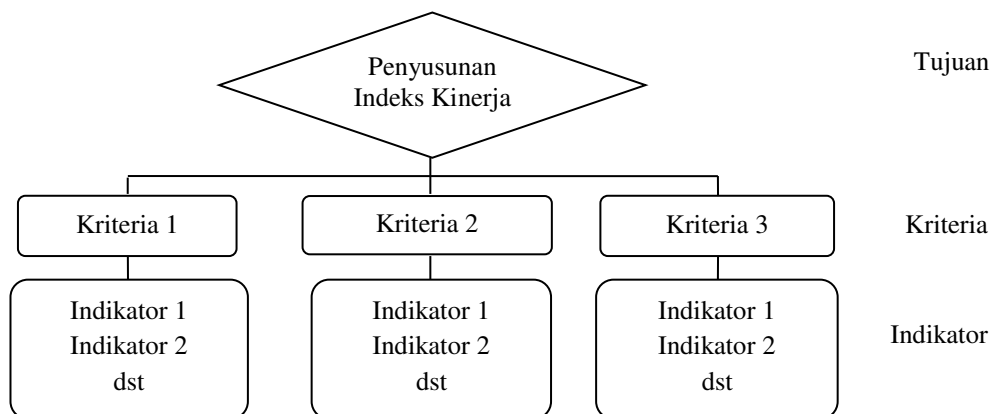 Penyusunan
Indeks Kinerja
Tujuan
Kriteria 1
Kriteria 2
Kriteria 3
Kriteria
Indikator 1
Indikator 2
dst
Indikator 1
Indikator 2
dst
Indikator 1
Indikator 2
dst
Indikator